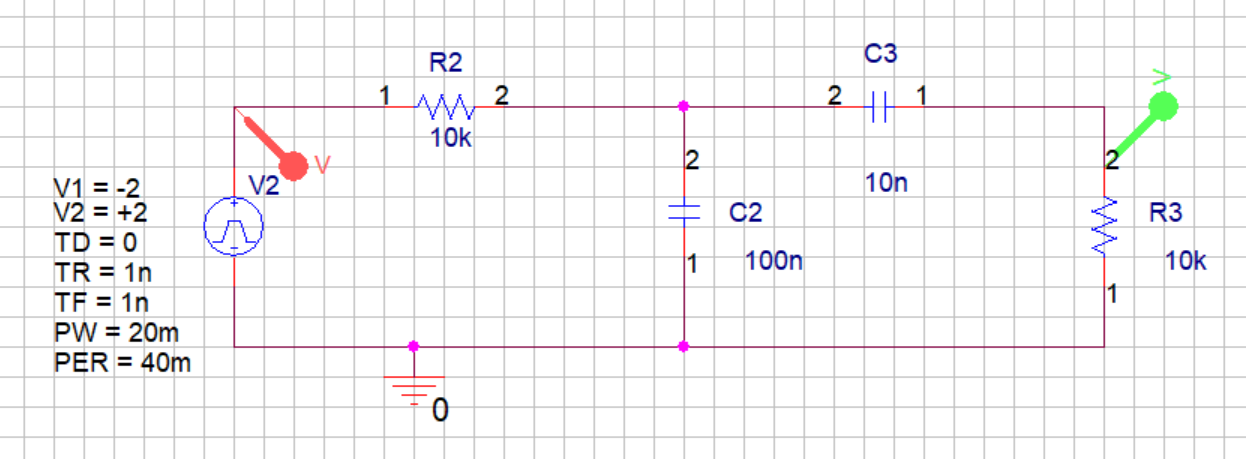 R2
1
2
10k
C3
2
1
10n
V
V
V2
V1 = -2
V2 = +2
TD = 0
TR = 1n
TF = 1n
PW = 20m
PER = 40m
+
-
2
C2
100n
1
2
R3
10k
1
0